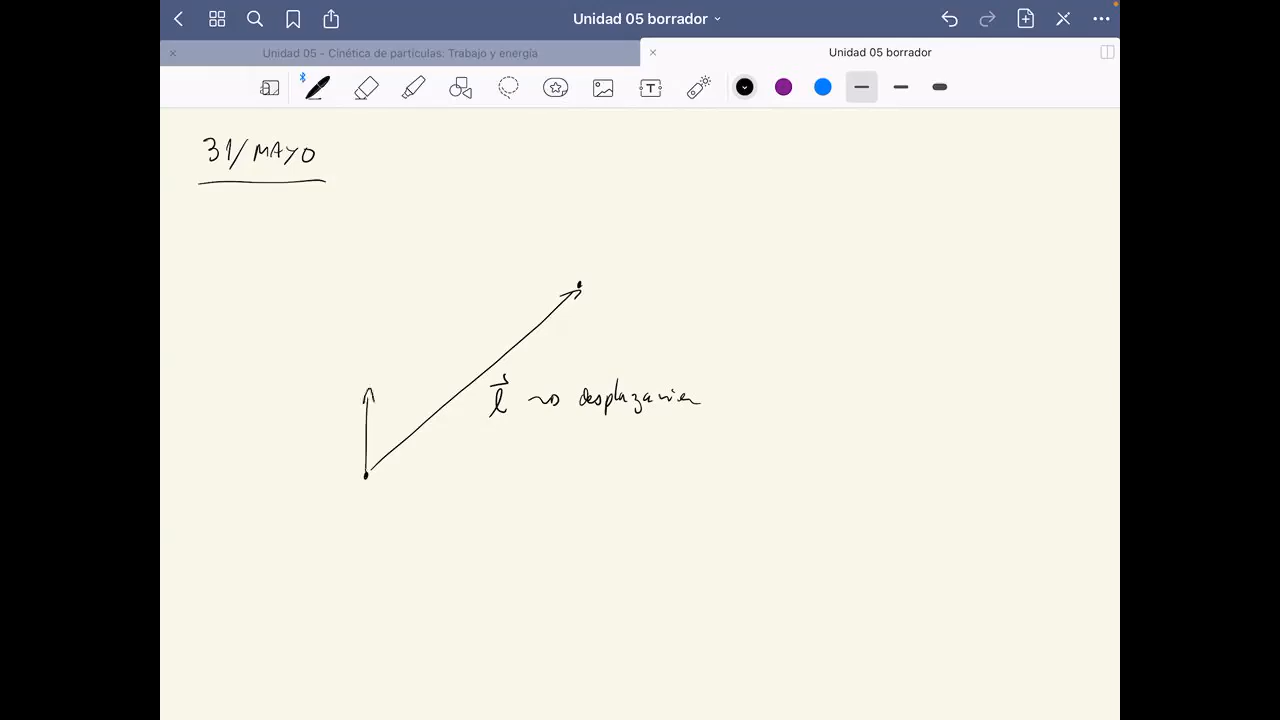 Unidad 05 borrador
Unidad 05 - Cinética de partículas: Trabajo y energía
Unidad 05 borrador
31/MAYO
l⃗ ~> desplazamien